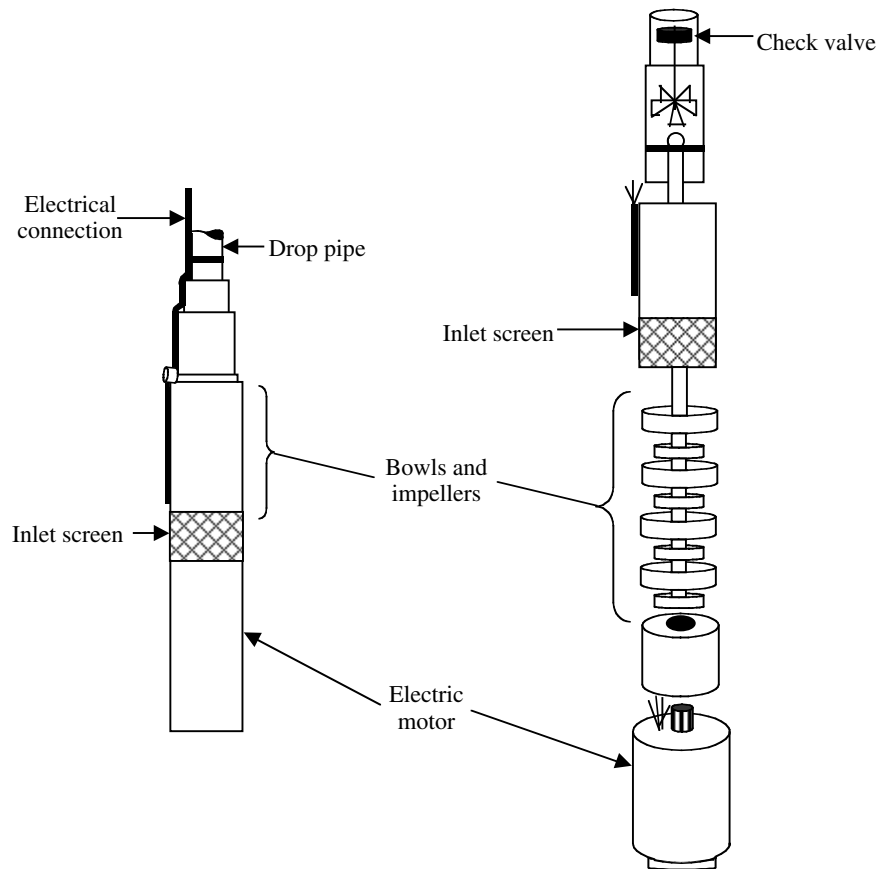 Check valve
Electrical
connection
Drop pipe
Inlet screen
Bowls and
impellers
Inlet screen
Electric
motor